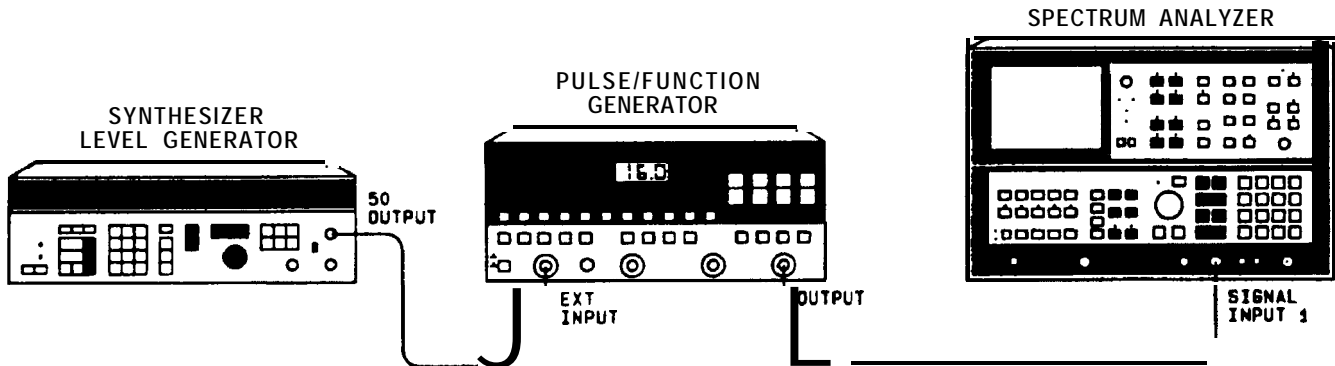 SPECTRUM ANALYZER
PULSE/FUNCTION
GENERATOR
SYNTHESIZER
LEVEL GENERATOR
16.0
50
OUTPUT
EXT
INPUT
OUTPUT
SIGNAL
INPUT 1